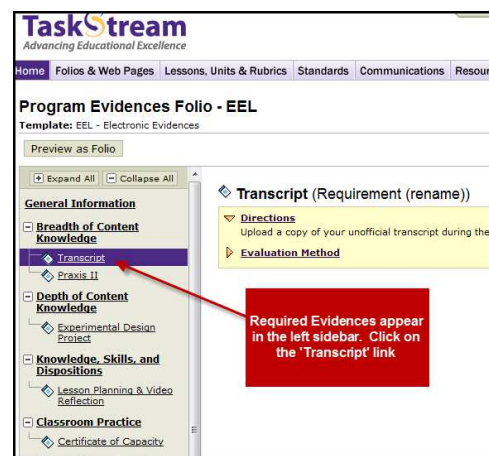 TaskStream
Advancing Educational Excellence
Home Folios & Web Pages Lessons, Units & Rubrics Standards Communications Resour
Program Evidences Folio - EEL
Template: EEL - Electronic Evidences
Preview as Folio
Expand All Collapse All
General Information
Breadth of Content
Knowledge
Transcript
Praxis II
Depth of Content
Knowledge
Experimental Design
Project
Knowledge, Skills, and
Dispositions
Lesson Planning & Video
Reflection
Classroom Practice
Certificate of Capacity
Transcript (Requirement (rename))
Directions
Upload a copy of your unofficial transcript during the
Evaluation Method
Required Evidences appear
in the left sidebar. Click on
the 'Transcript' link